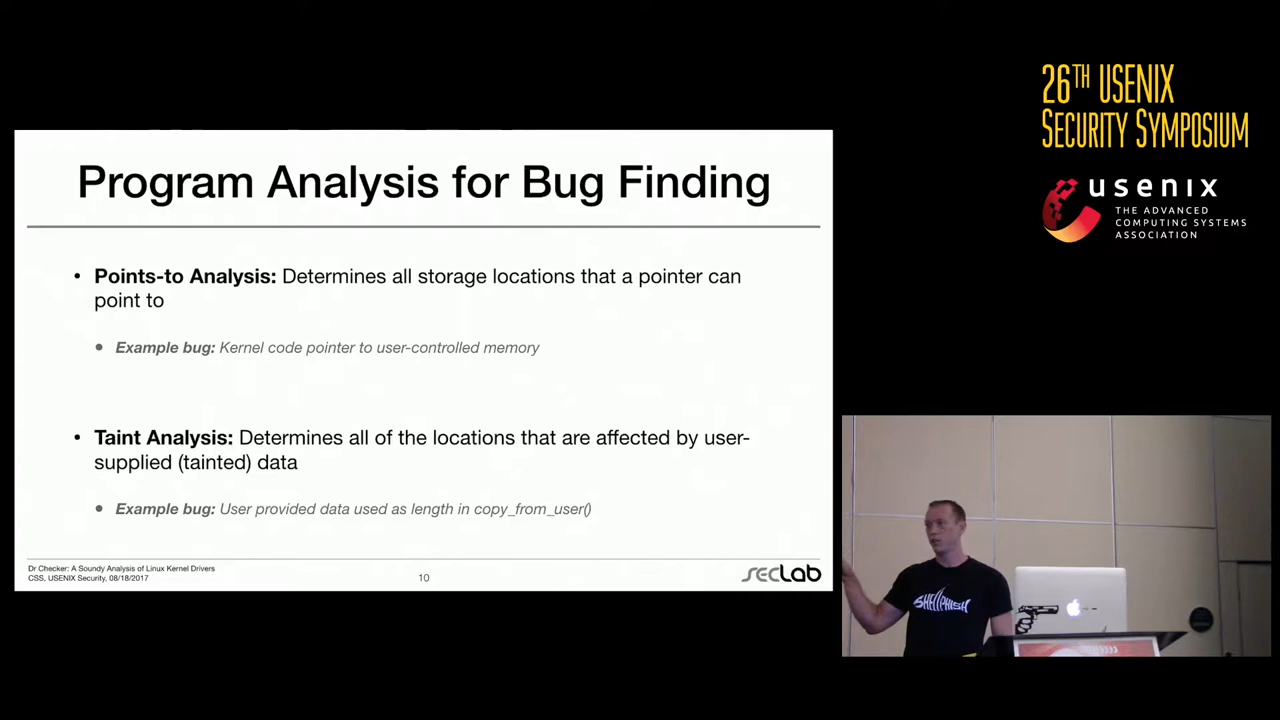 Program Analysis for Bug Finding
• Points-to Analysis: Determines all storage locations that a pointer can
point to
• Example bug: Kernel code pointer to user-controlled memory
• Taint Analysis: Determines all of the locations that are affected by user-
supplied (tainted) data
• Example bug: User provided data used as length in copy_from_user()
Dr Checker: A Soundy Analysis of Linux Kernel Drivers
CSS, USENIX Security, 08/18/2017
10
secLab
26TH USENIX
SECURITY SYMPOSIUM
usenix
THE ADVANCED
COMPUTING SYSTEMS
ASSOCIATION
SHELLPHISH